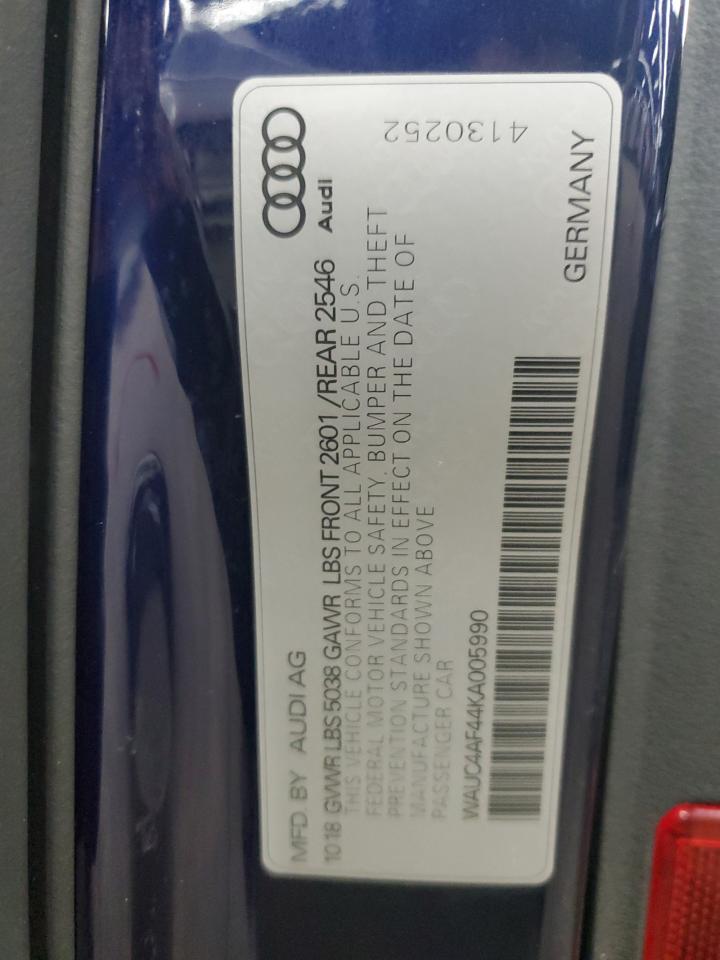 MFD. BY AUDI AG
Audi
10 18 GVWR LBS 5038 GAWR LBS FRONT 2601 /REAR 2546
THIS VEHICLE CONFORMS TO ALL APPLICABLE U.S.
FEDERAL MOTOR VEHICLE SAFETY, BUMPER AND THEFT
PREVENTION STANDARDS IN EFFECT ON THE DATE OF
MANUFACTURE SHOWN ABOVE
PASSENGER CAR
4130252
WAUC4AF44KA005990
GERMANY